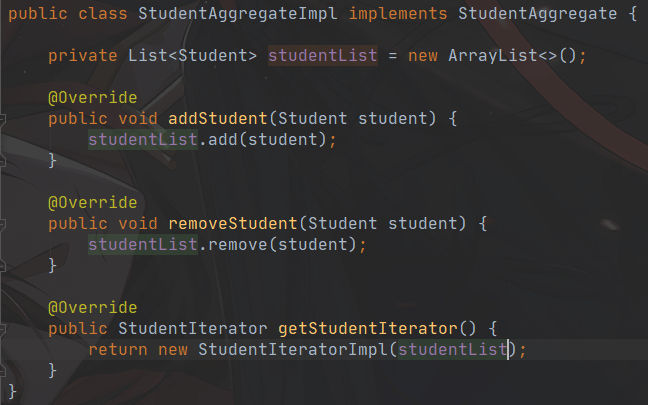 public class StudentAggregateImpl implements StudentAggregate {
private List<Student> studentList = new ArrayList<>();
@Override
public void addStudent(Student student) {
studentList.add(student);
}
@Override
public void removeStudent(Student student) {
studentList.remove(student);
}
@Override
public StudentIterator getStudentIterator() {
return new StudentIteratorImpl(studentList);
}
}